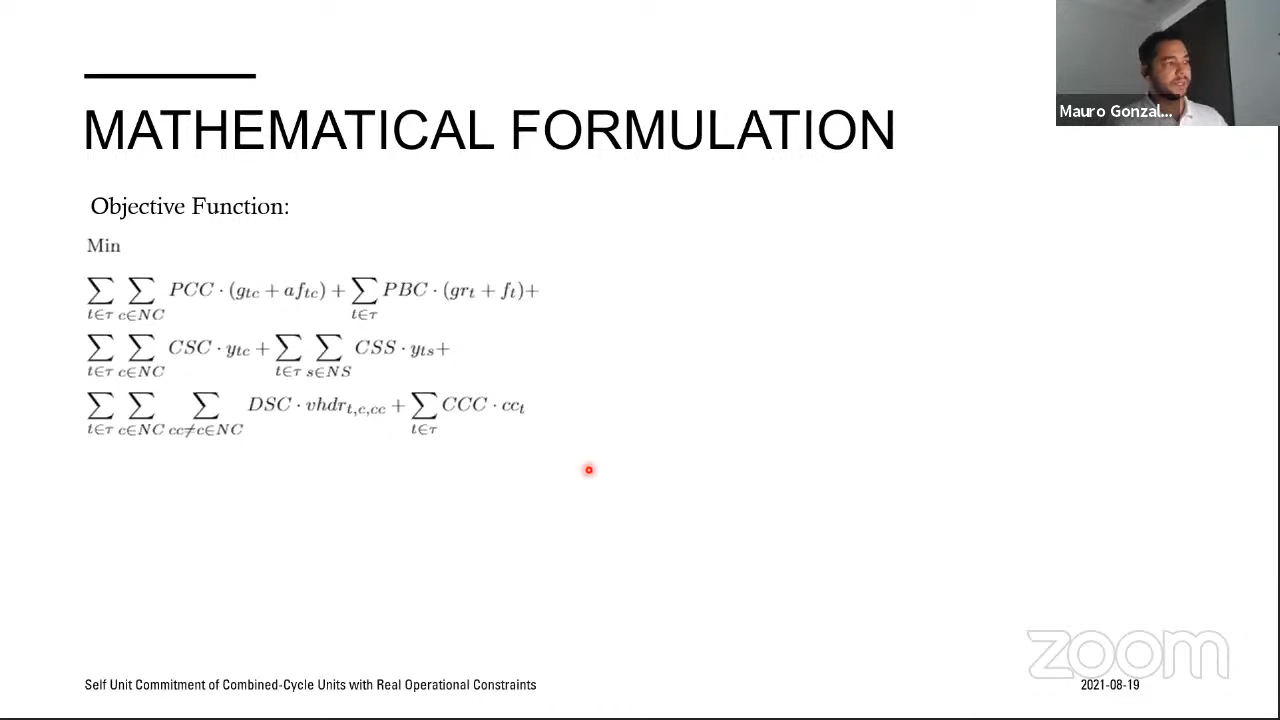 Mauro Gonzal...
MATHEMATICAL FORMULATION
Objective Function:
Min
∑_{t∈τ} ∑_{c∈NC} PCC · (g_{tc} + af_{tc}) + ∑_{t∈τ} PBC · (gr_t + f_t)+
∑_{t∈τ} ∑_{c∈NC} CSC · y_{tc} + ∑_{t∈τ} ∑_{s∈NS} CSS · y_{ts}+
∑_{t∈τ} ∑_{c∈NC} ∑_{cc≠c∈NC} DSC · vhdr_{t,c,cc} + ∑_{t∈τ} CCC · cc_t
zoom
Self Unit Commitment of Combined-Cycle Units with Real Operational Constraints
2021-08-19